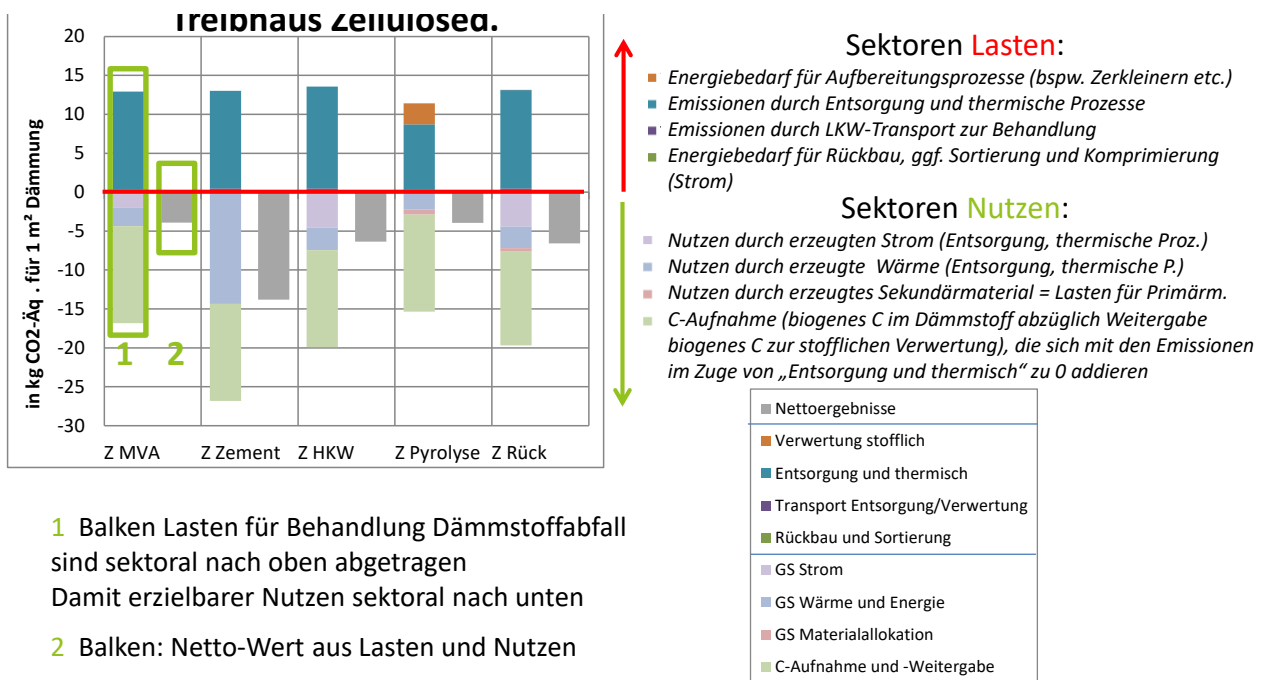 Treibhaus Zellulosed.
in kg CO2-Äq . für 1 m² Dämmung
20
15
10
5
0
-5
-10
-15
-20
-25
-30
1 2
Z MVA Z Zement Z HKW Z Pyrolyse Z Rück
Sektoren Lasten:
Energiebedarf für Aufbereitungsprozesse (bspw. Zerkleinern etc.)
Emissionen durch Entsorgung und thermische Prozesse
Emissionen durch LKW-Transport zur Behandlung
Energiebedarf für Rückbau, ggf. Sortierung und Komprimierung
(Strom)
Sektoren Nutzen:
Nutzen durch erzeugten Strom (Entsorgung, thermische Proz.)
Nutzen durch erzeugte Wärme (Entsorgung, thermische P.)
Nutzen durch erzeugtes Sekundärmaterial = Lasten für Primärm.
C-Aufnahme (biogenes C im Dämmstoff abzüglich Weitergabe
biogenes C zur stofflichen Verwertung), die sich mit den Emissionen
im Zuge von „Entsorgung und thermisch" zu 0 addieren
Nettoergebnisse
Verwertung stofflich
Entsorgung und thermisch
Transport Entsorgung/Verwertung
Rückbau und Sortierung
GS Strom
GS Wärme und Energie
GS Materialallokation
C-Aufnahme und -Weitergabe
1 Balken Lasten für Behandlung Dämmstoffabfall
sind sektoral nach oben abgetragen
Damit erzielbarer Nutzen sektoral nach unten
2 Balken: Netto-Wert aus Lasten und Nutzen